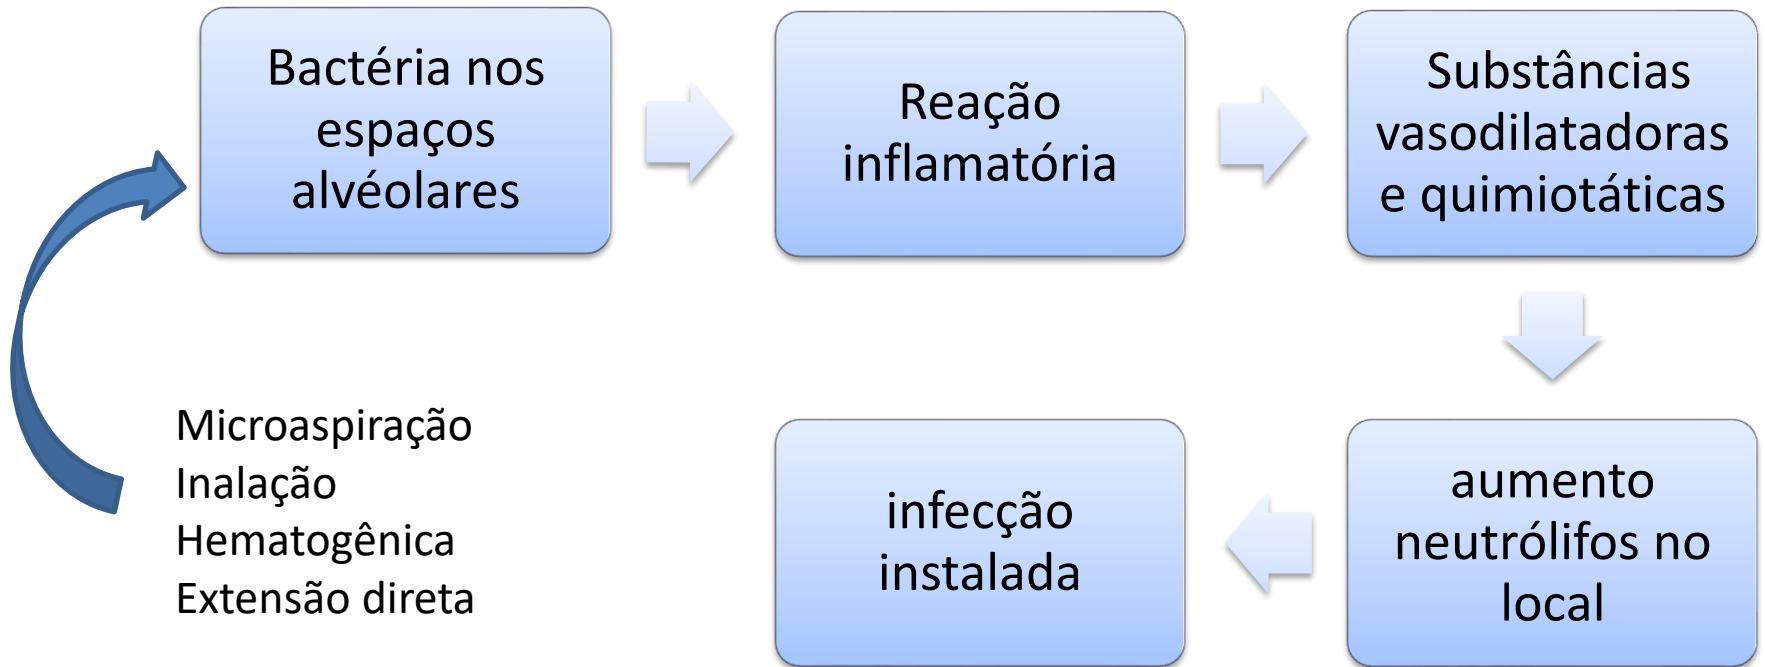 Bactéria nos
espaços
alvéolares
Reação
inflamatória
Substâncias
vasodilatadoras
e quimiotáticas
aumento
neutrólifos no
local
infecção
instalada
Microaspiração
Inalação
Hematogênica
Extensão direta